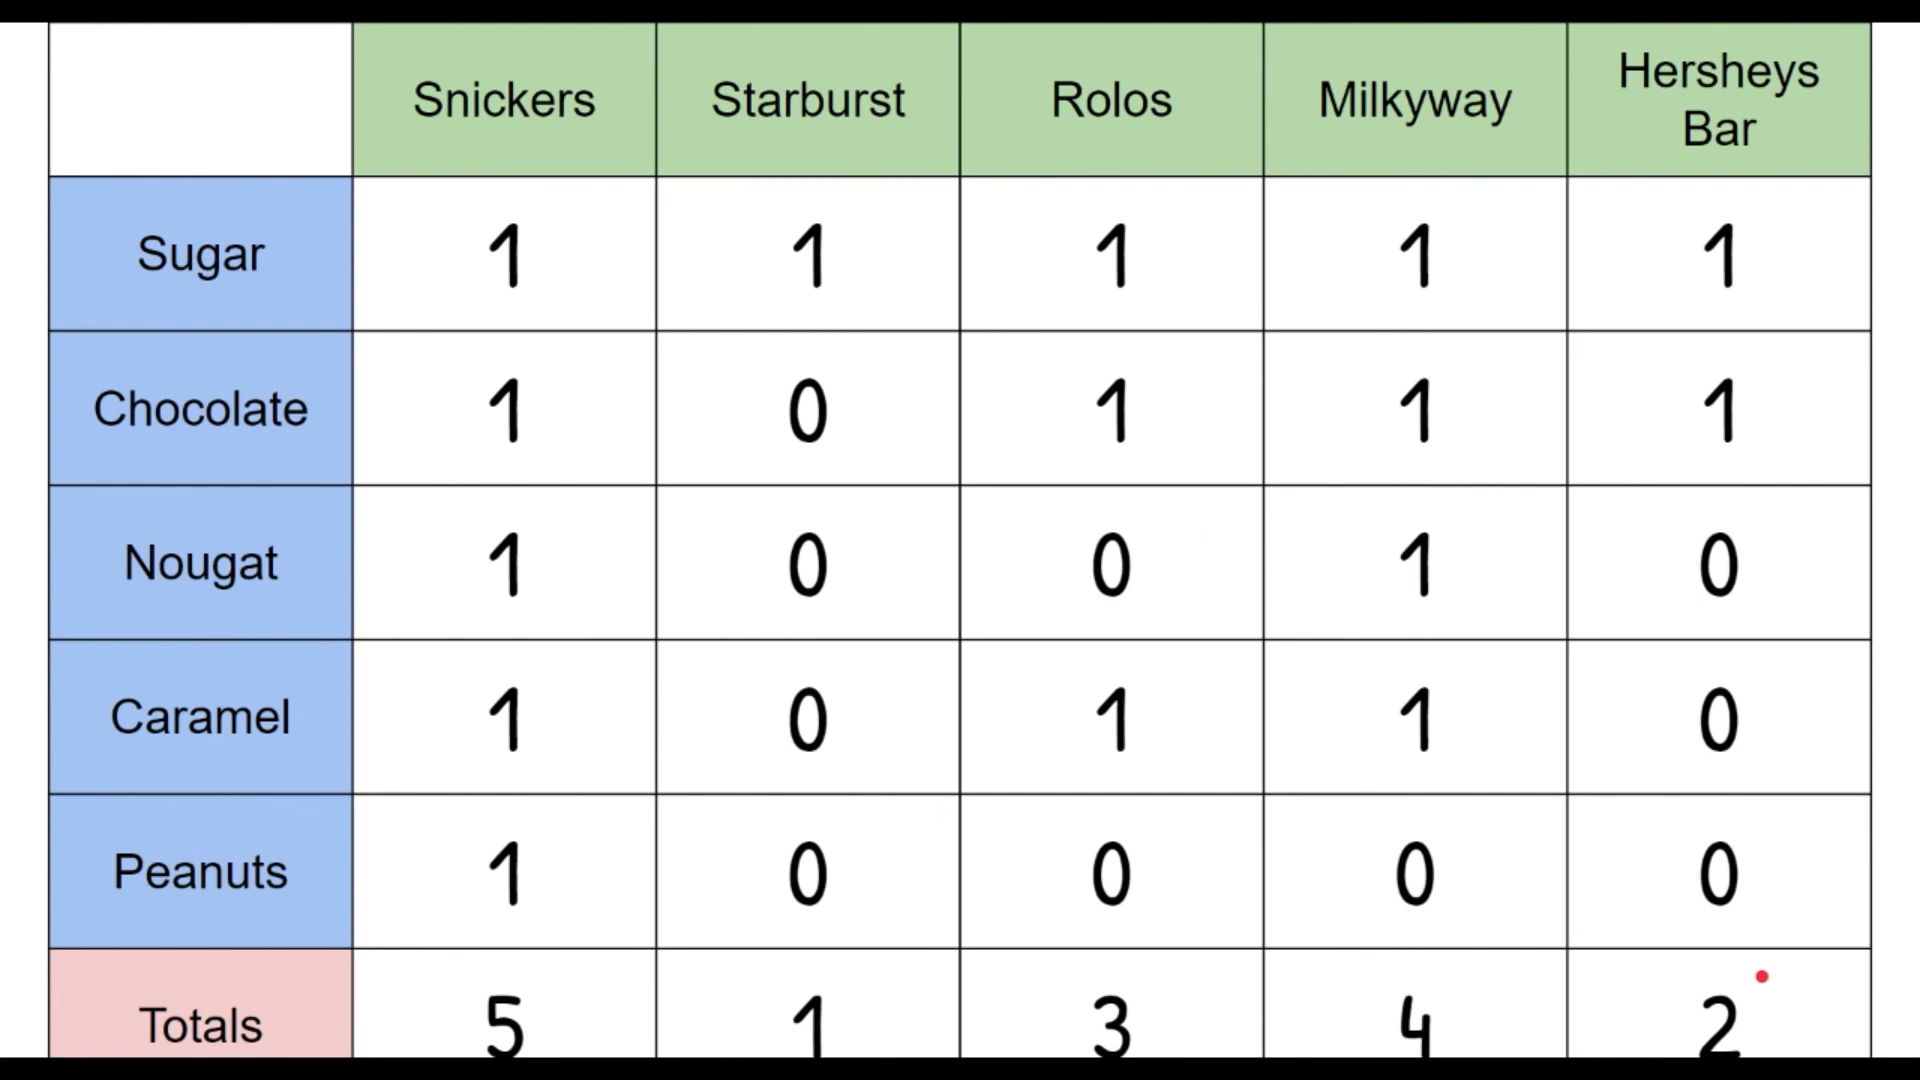 Snickers Starburst Rolos Milkyway Hersheys Bar
Sugar 1 1 1 1 1
Chocolate 1 0 1 1 1
Nougat 1 0 0 1 0
Caramel 1 0 1 1 0
Peanuts 1 0 0 0 0
Totals 5 1 3 4 2